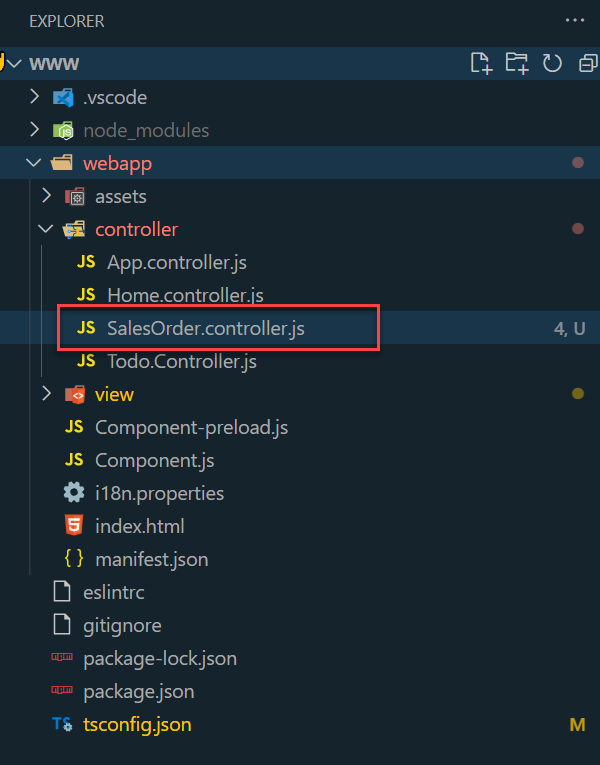 EXPLORER
WWW
.vscode
node_modules
webapp
assets
controller
JS App.controller.js
JS Home.controller.js
JS SalesOrder.controller.js 4, U
JS Todo.Controller.js
view
JS Component-preload.js
JS Component.js
i18n.properties
index.html
{ } manifest.json
eslintrc
gitignore
package-lock.json
package.json
TS tsconfig.json M